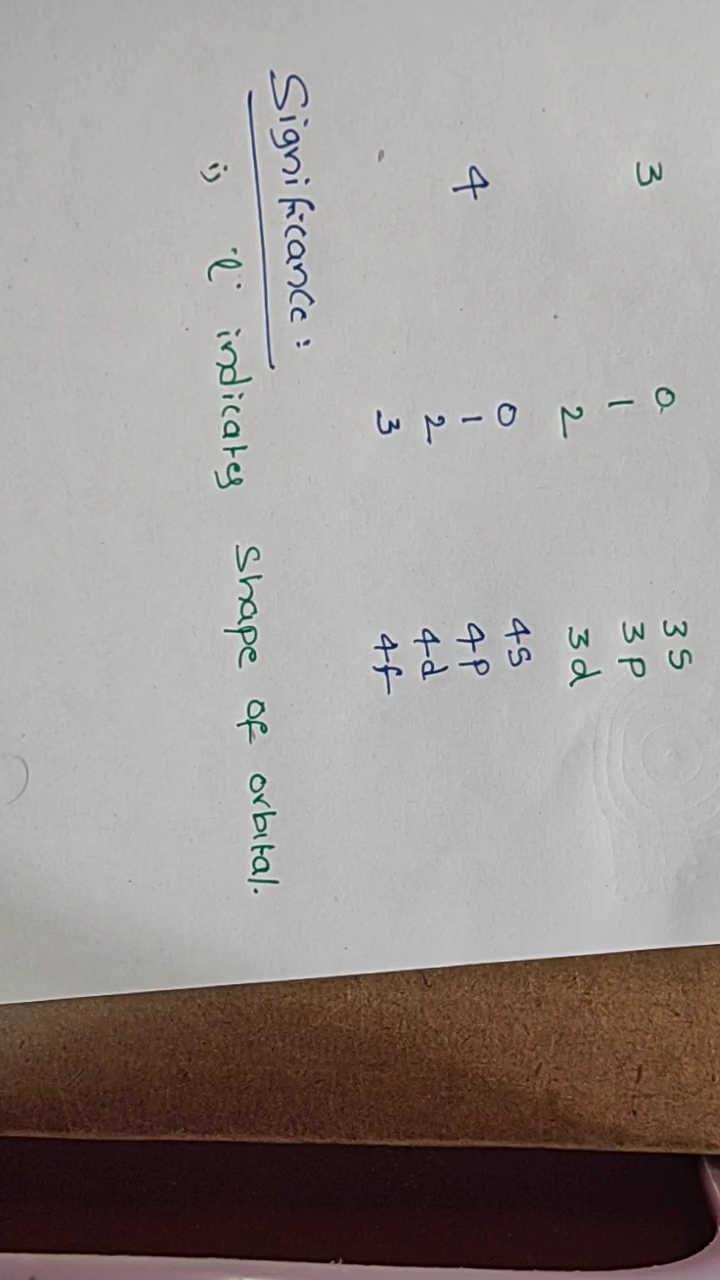 3 0 3s
1 3p
2 3d
4 0 4s
1 4p
2 4d
3 4f
Significance:
i) 'l' indicates shape of orbital.